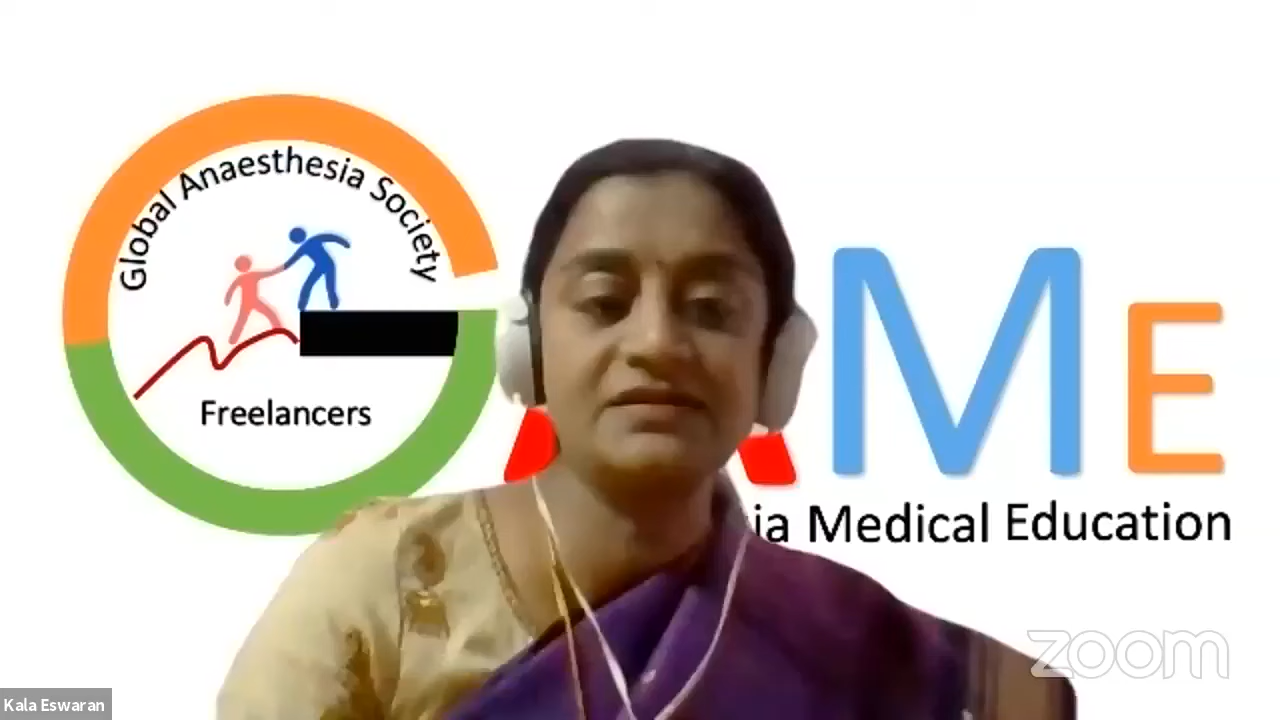 Global Anaesthesia Society
Freelancers
ME
ia Medical Education
zoom
Kala Eswaran